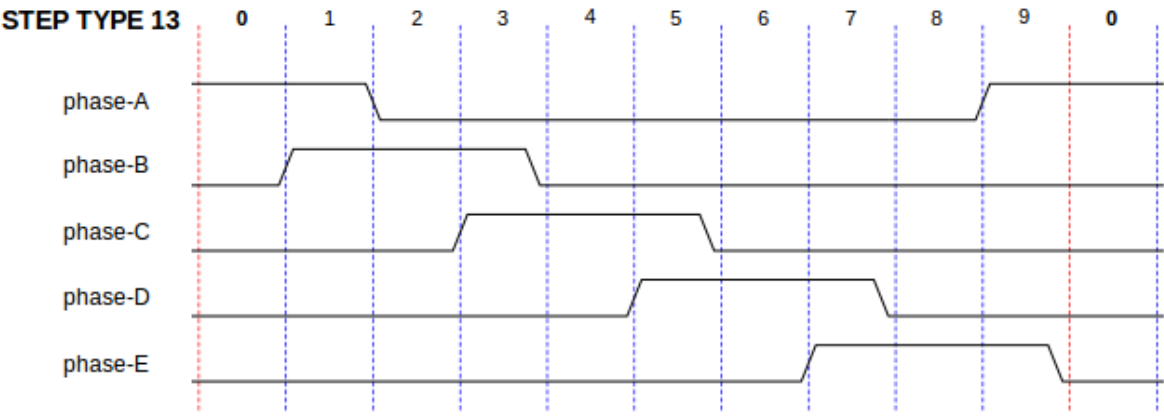 STEP TYPE 13 0 1 2 3 4 5 6 7 8 9 0
phase-A
phase-B
phase-C
phase-D
phase-E